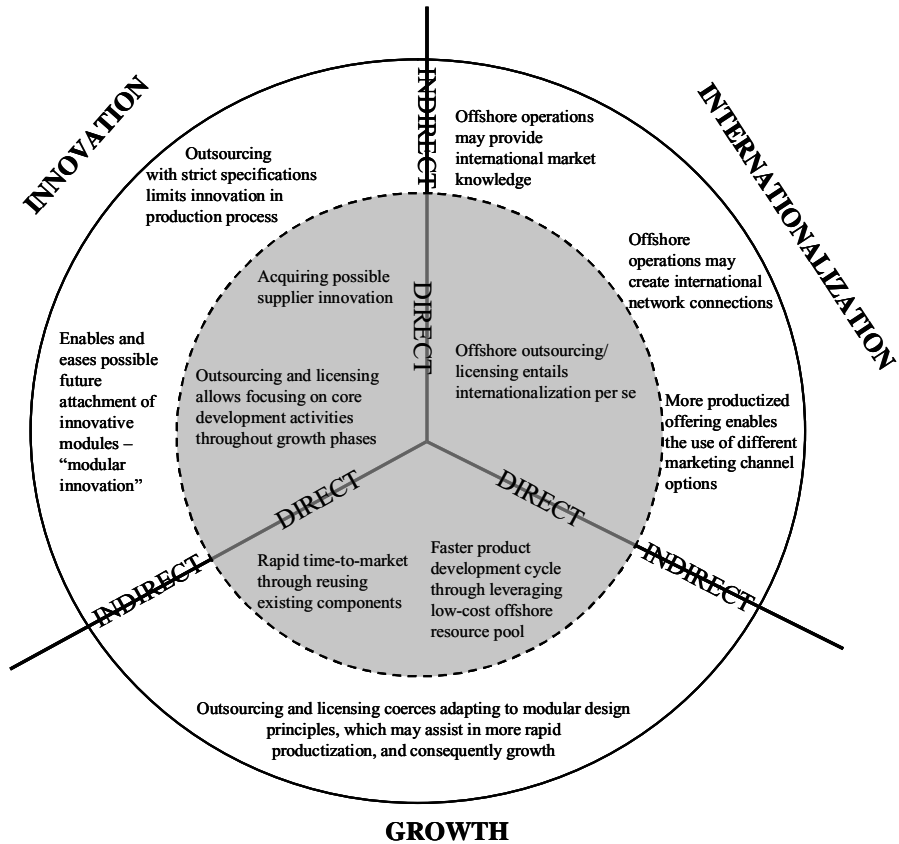 INNOVATION
INTERNATIONALIZATION
INDIRECT
Outsourcing
with strict specifications
limits innovation in
production process
Offshore operations
may provide
international market
knowledge
Offshore
operations may
create international
network connections
Acquiring possible
supplier innovation
DIRECT
Enables and
eases possible
future
attachment of
innovative
modules –
“modular
innovation”
Outsourcing and licensing
allows focusing on core
development activities
throughout growth phases
Offshore outsourcing/
licensing entails
internationalization per se
More productized
offering enables
the use of different
marketing channel
options
DIRECT
DIRECT
INDIRECT
INDIRECT
Rapid time-to-market
through reusing
existing components
Faster product
development cycle
through leveraging
low-cost offshore
resource pool
Outsourcing and licensing coerces adapting to modular design
principles, which may assist in more rapid
productization, and consequently growth
GROWTH